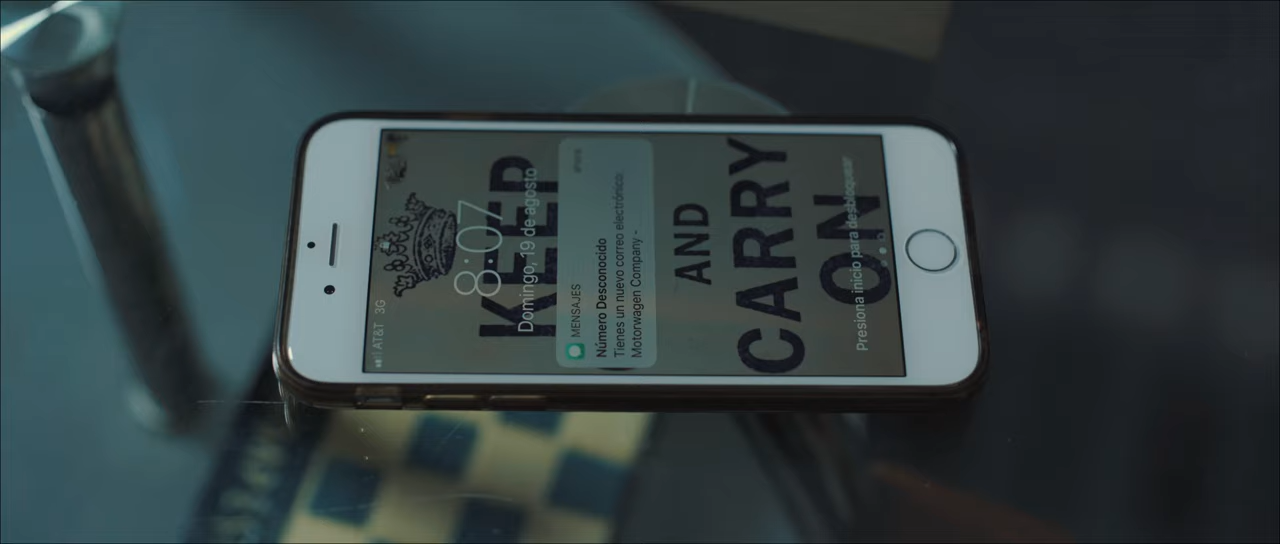 AT&T 3G
8:07
Domingo, 19 de agosto
MENSAJES
Número Desconocido
Tienes un nuevo correo electrónico:
Motorwagen Company -
KEEP
AND
CARRY
ON
Presiona inicio para desbloquear